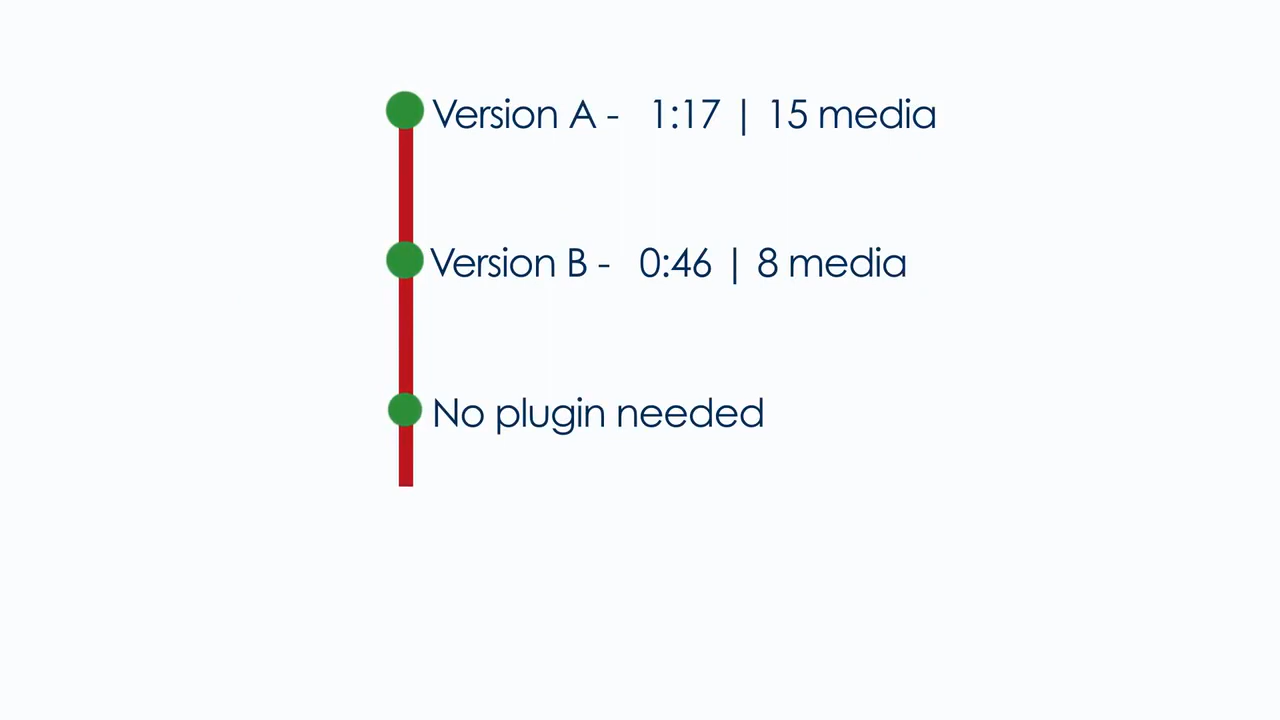 Version A - 1:17 | 15 media
Version B - 0:46 | 8 media
No plugin needed